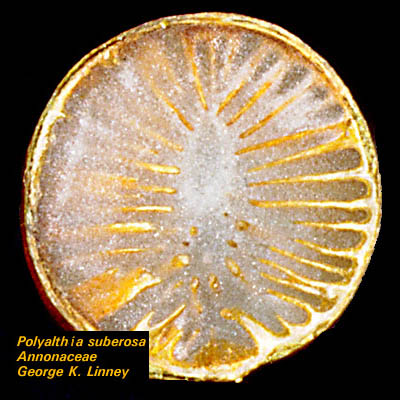 Polyalthia suberosa
Annonaceae
George K. Linney